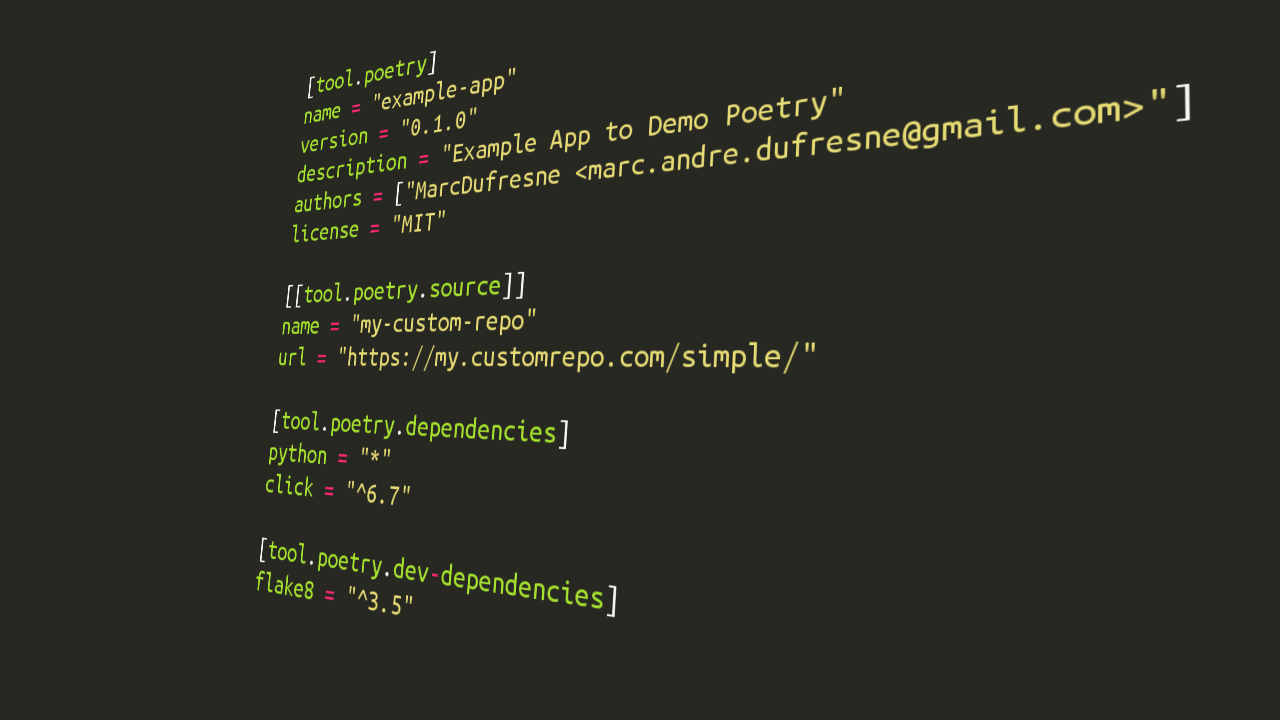 [tool.poetry]
name = "example-app"
version = "0.1.0"
description = "Example App to Demo Poetry"
authors = ["MarcDufresne <marc.andre.dufresne@gmail.com>"]
license = "MIT"

[[tool.poetry.source]]
name = "my-custom-repo"
url = "https://my.customrepo.com/simple/"

[tool.poetry.dependencies]
python = "*"
click = "^6.7"

[tool.poetry.dev-dependencies]
flake8 = "^3.5"